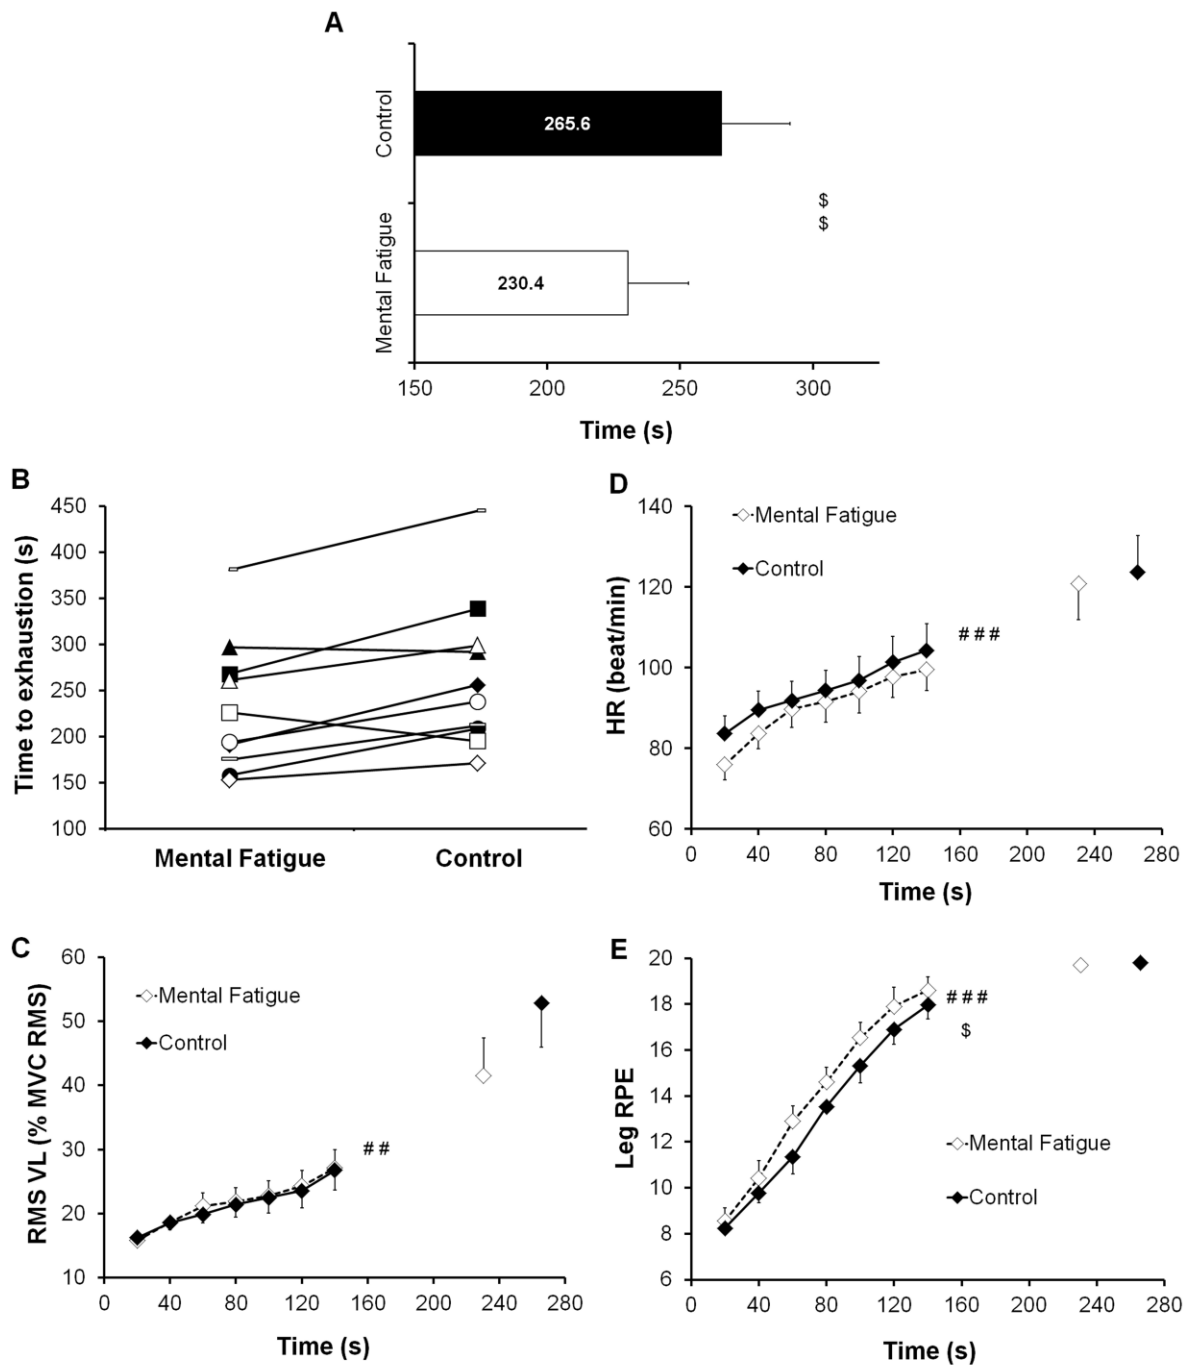 A
Control
265.6
Mental Fatigue
230.4
$
$
150 200 250 300
Time (s)
B
Time to exhaustion (s)
450
400
350
300
250
200
150
100
Mental Fatigue Control
D
HR (beat/min)
140
120
100
80
60
Mental Fatigue
Control
# # #
0 40 80 120 160 200 240 280
Time (s)
C
RMS VL (% MVC RMS)
60
50
40
30
20
10
Mental Fatigue
Control
# #
0 40 80 120 160 200 240 280
Time (s)
E
Leg RPE
20
18
16
14
12
10
8
6
# # #
$
Mental Fatigue
Control
0 40 80 120 160 200 240 280
Time (s)